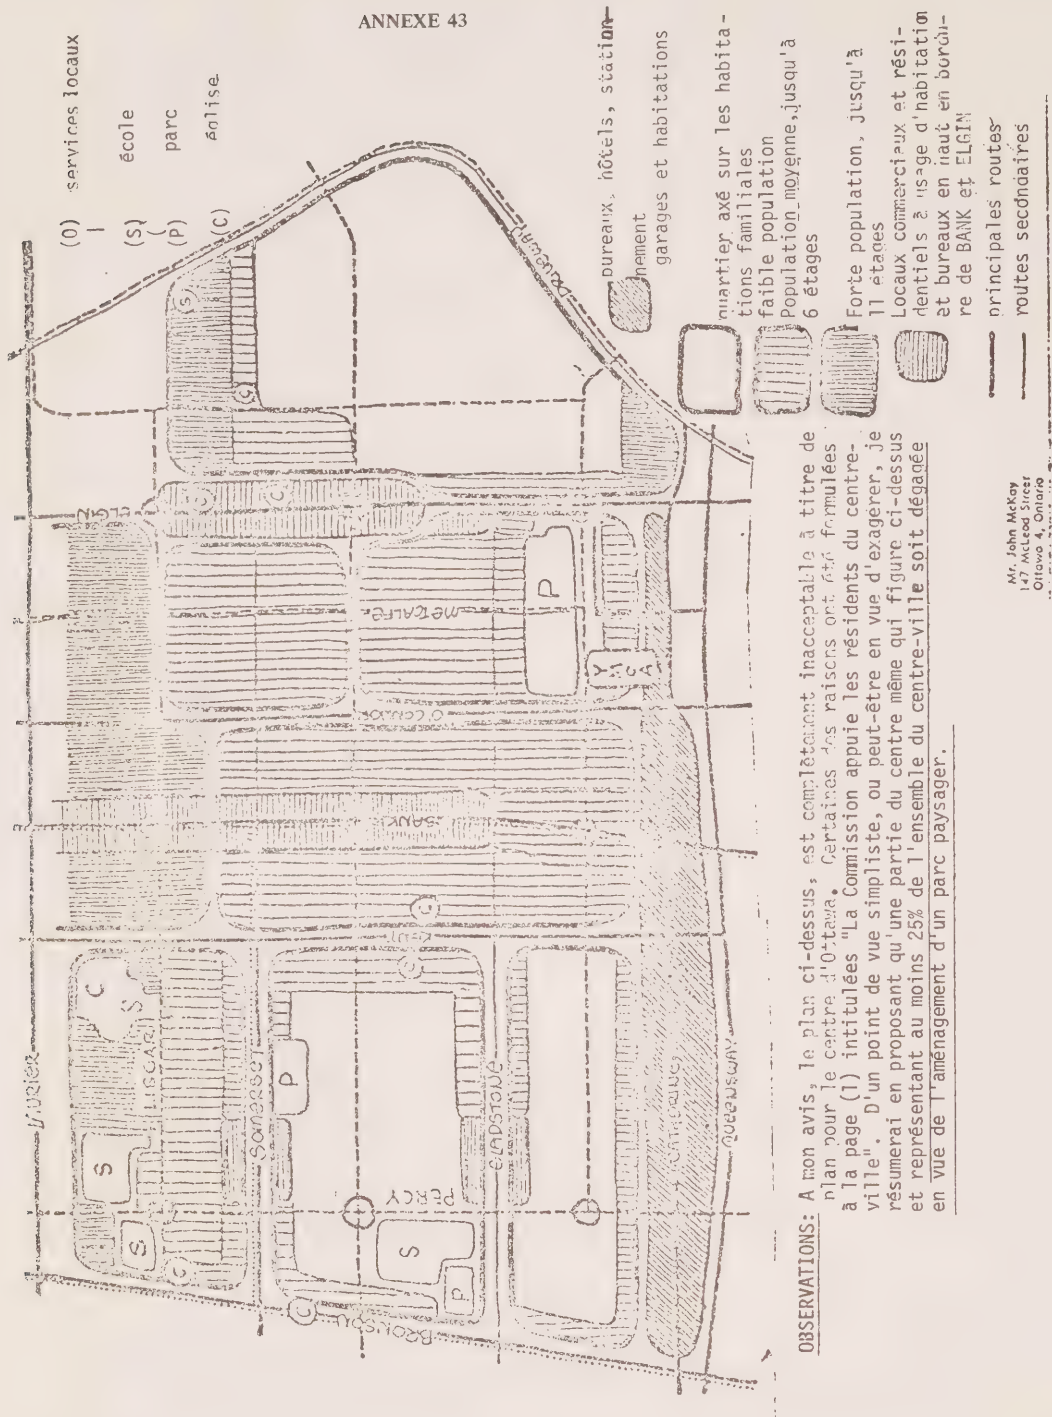 ANNEXE 43
(O) services locaux
(S) école
(P) parc
(C) église
bureaux, hôtels, station-
nement
garages et habitations
quartier axé sur les habita-
tions familiales
faible population
Population moyenne, jusqu'à
6 étages
Forte population, jusqu'à
11 étages
Locaux commerciaux et rési-
dentiels à usage d'habitation
et bureaux en haut en bordu-
re de BANK et ELGIN
principales routes
routes secondaires
LAURIER
ELGIN
DRIVEWAY
METCALFE
O'CONNOR
BANK
KENT
LISGAR
SOMERSET
GLADSTONE
PERCY
BRONSON
CATHERINE
QUEENSWAY
C
S
S
S
C
C
P
S
P
C
C
P
Y
C
A
C
C
S
OBSERVATIONS: A mon avis, le plan ci-dessus, est complètement inacceptable à titre de
plan pour le centre d'Ottawa. Certaines des raisons ont été formulées
à la page (1) intitulées "La Commission appuie les résidents du centre-
ville". D'un point de vue simpliste, ou peut-être en vue d'exagérer, je
résumerai en proposant qu'une partie du centre même qui figure ci-dessus
et représentant au moins 25% de l'ensemble du centre-ville soit dégagée
en vue de l'aménagement d'un parc paysager.
Mr. John McKay
147 McLeod Street
Ottawa 4, Ontario